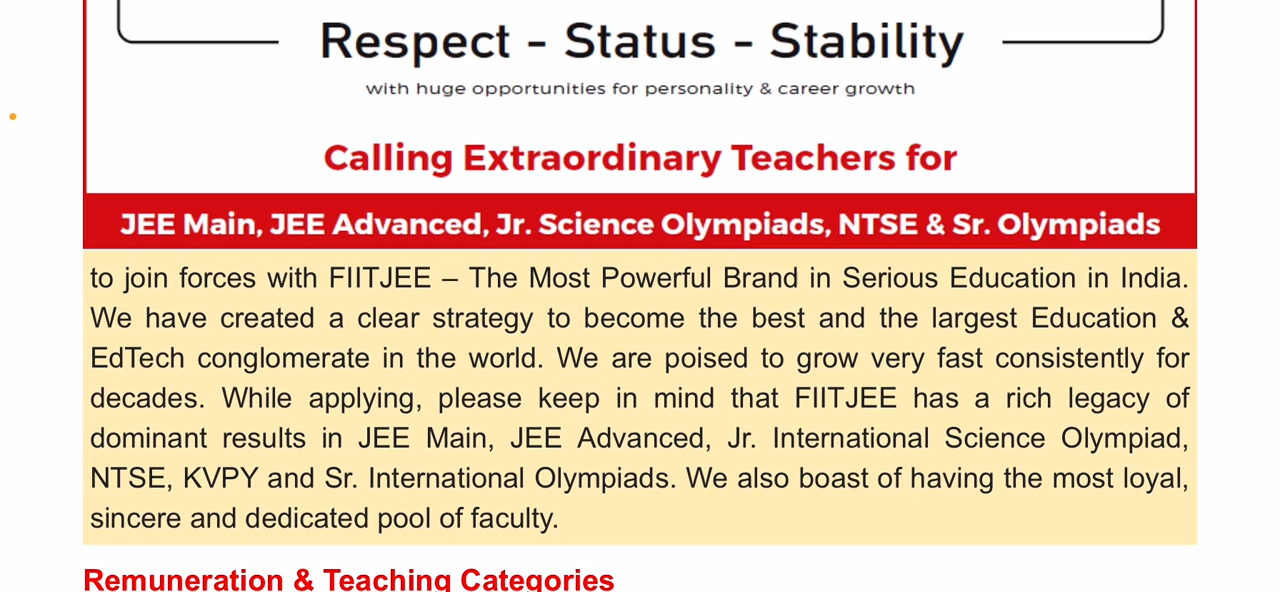 Respect - Status - Stability
with huge opportunities for personality & career growth
Calling Extraordinary Teachers for
JEE Main, JEE Advanced, Jr. Science Olympiads, NTSE & Sr. Olympiads
to join forces with FIITJEE – The Most Powerful Brand in Serious Education in India.
We have created a clear strategy to become the best and the largest Education &
EdTech conglomerate in the world. We are poised to grow very fast consistently for
decades. While applying, please keep in mind that FIITJEE has a rich legacy of
dominant results in JEE Main, JEE Advanced, Jr. International Science Olympiad,
NTSE, KVPY and Sr. International Olympiads. We also boast of having the most loyal,
sincere and dedicated pool of faculty.
Remuneration & Teaching Categories